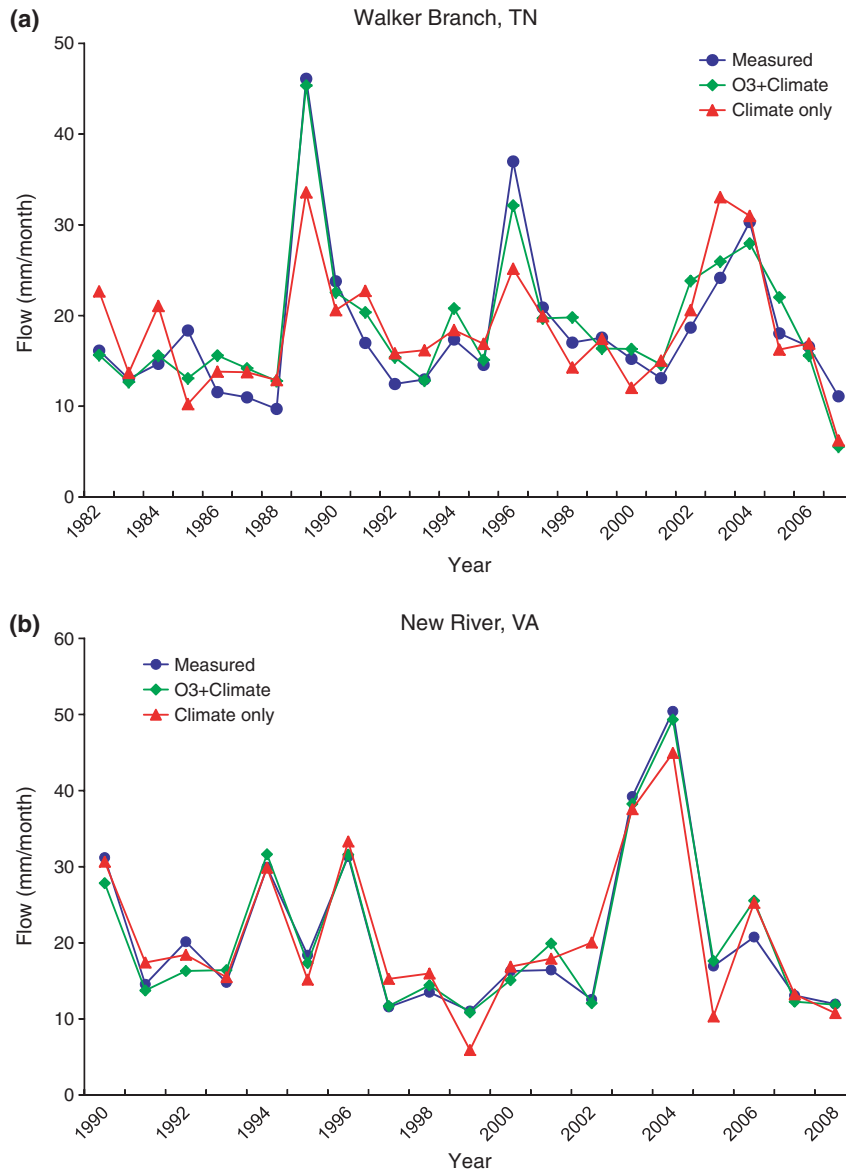 (a)
Walker Branch, TN
50
40
30
20
10
0
Flow (mm/month)
Measured
O3+Climate
Climate only
1982
1984
1986
1988
1990
1992
1994
1996
1998
2000
2002
2004
2006
Year
(b)
New River, VA
60
50
40
30
20
10
0
Flow (mm/month)
Measured
O3+Climate
Climate only
1990
1992
1994
1996
1998
2000
2002
2004
2006
2008
Year